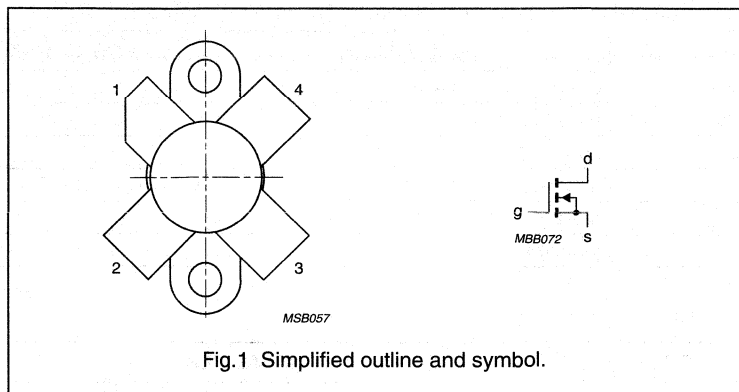 1
4
2
3
MSB057
d
g
MBB072
s
Fig.1 Simplified outline and symbol.